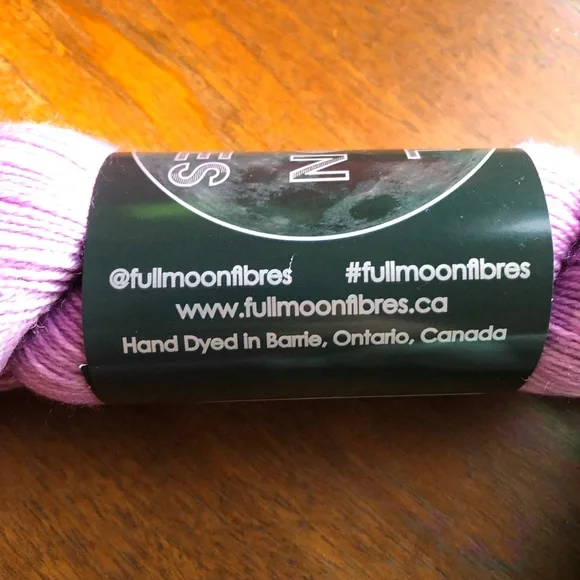 @fullmoonfibres #fullmoonfibres
www.fullmoonfibres.ca
Hand Dyed in Barrie, Ontario, Canada